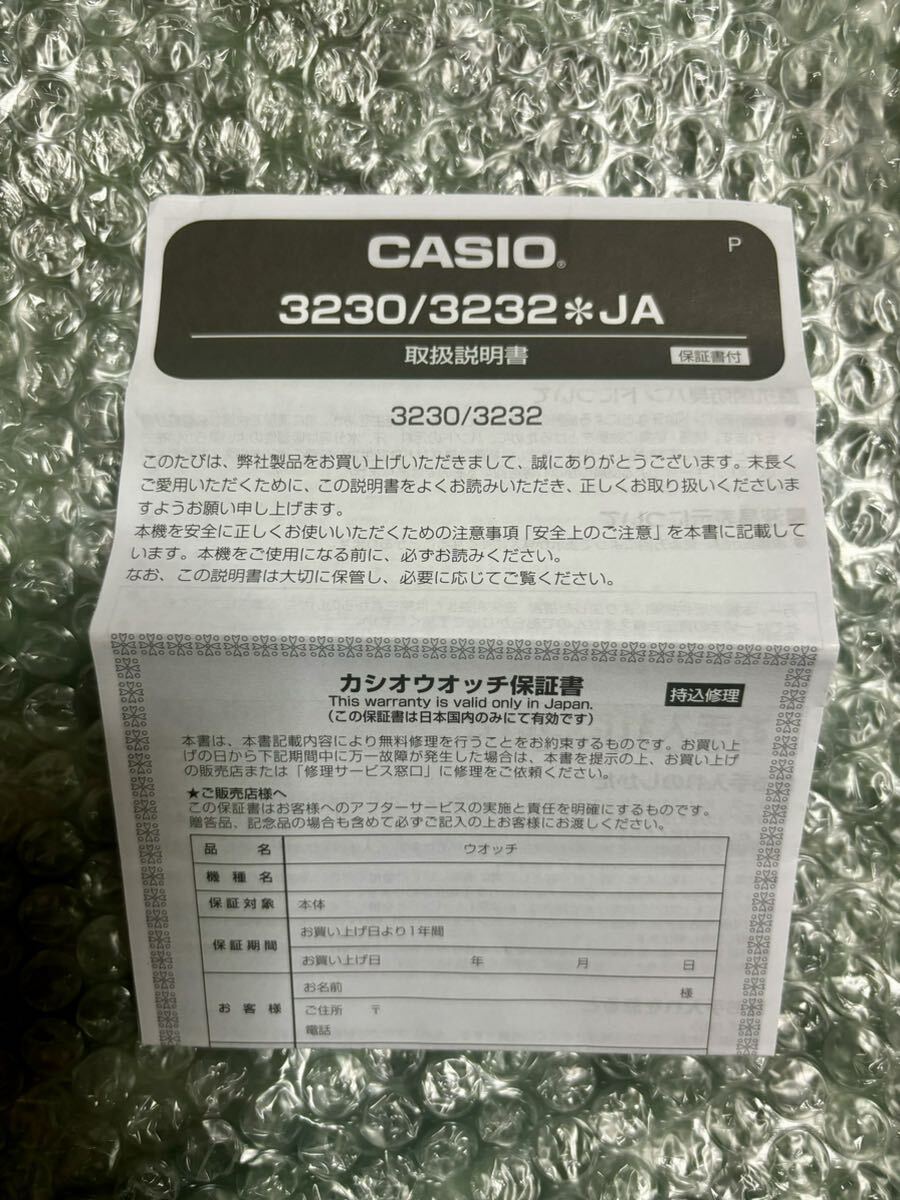 CASIO®
P
3230/3232＊JA
取扱説明書
保証書付
3230/3232
このたびは、弊社製品をお買い上げいただきまして、誠にありがとうございます。末長く
ご愛用いただくために、この説明書をよくお読みいただき、正しくお取り扱いくださいま
すようお願い申し上げます。
本機を安全に正しくお使いいただくための注意事項「安全上のご注意」を本書に記載して
います。本機をご使用になる前に、必ずお読みください。
なお、この説明書は大切に保管し、必要に応じてご覧ください。
カシオウオッチ保証書
持込修理
This warranty is valid only in Japan.
（この保証書は日本国内のみにて有効です）
本書は、本書記載内容により無料修理を行うことをお約束するものです。お買い上
げの日から下記期間中に万一故障が発生した場合は、本書を提示の上、お買い上げ
の販売店または「修理サービス窓口」に修理をご依頼ください。
★ご販売店様へ
この保証書はお客様へのアフターサービスの実施と責任を明確にするものです。
贈答品、記念品の場合も含めて必ずご記入の上お客様にお渡しください。
品名 ウオッチ
機種名
保証対象 本体
保証期間 お買い上げ日より1年間
お買い上げ日 年 月 日
お客様 お名前 様
ご住所 〒
電話